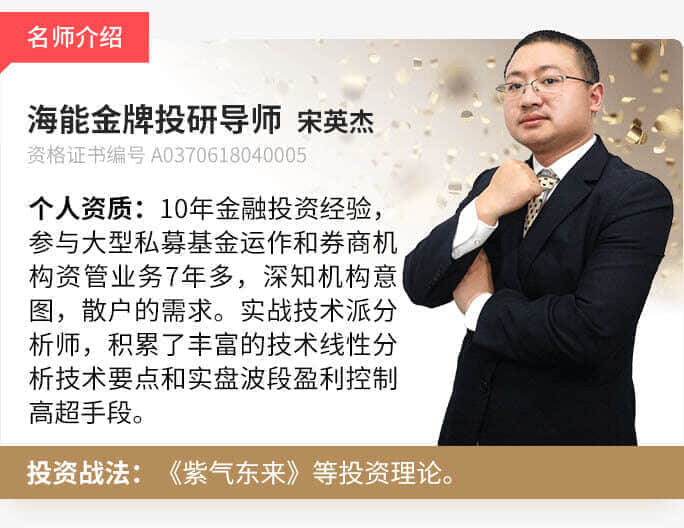 名师介绍
海能金牌投研导师 宋英杰
资格证书编号 A0370618040005
个人资质：10年金融投资经验，
参与大型私募基金运作和券商机
构资管业务7年多，深知机构意
图，散户的需求。实战技术派分
析师，积累了丰富的技术线性分
析技术要点和实盘波段盈利控制
高超手段。
投资战法：《紫气东来》等投资理论。